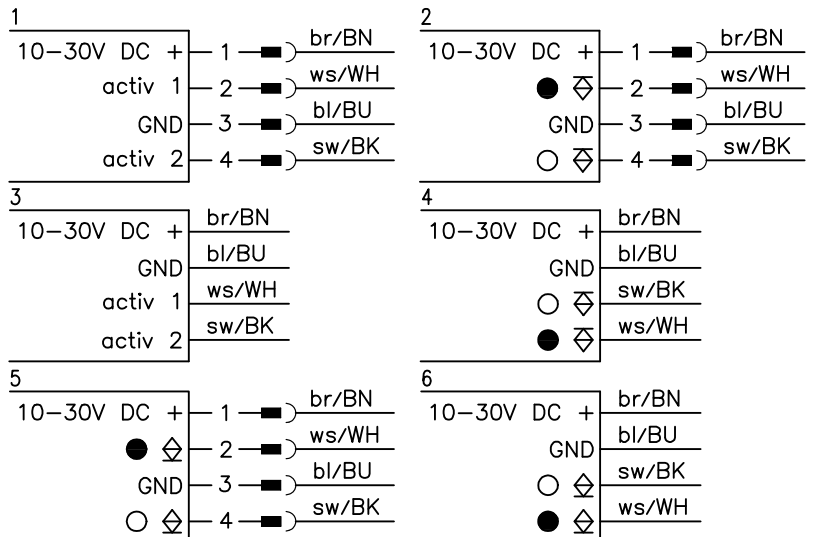 1
10-30V DC + 1 br/BN
activ 1 2 ws/WH
GND 3 bl/BU
activ 2 4 sw/BK
2
10-30V DC + 1 br/BN
2 ws/WH
GND 3 bl/BU
4 sw/BK
3
10-30V DC + br/BN
GND bl/BU
activ 1 ws/WH
activ 2 sw/BK
4
10-30V DC + br/BN
GND bl/BU
sw/BK
ws/WH
5
10-30V DC + 1 br/BN
2 ws/WH
GND 3 bl/BU
4 sw/BK
6
10-30V DC + br/BN
GND bl/BU
sw/BK
ws/WH